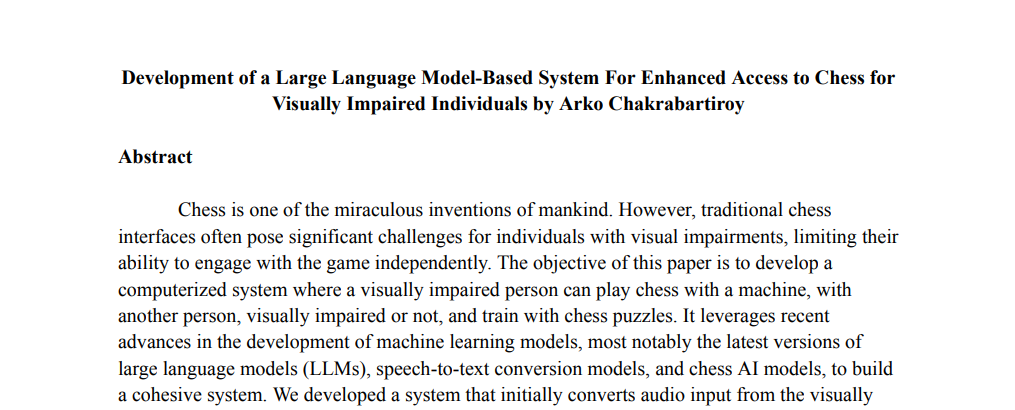 Development of a Large Language Model-Based System For Enhanced Access to Chess for
Visually Impaired Individuals by Arko Chakrabartiroy
Abstract
Chess is one of the miraculous inventions of mankind. However, traditional chess
interfaces often pose significant challenges for individuals with visual impairments, limiting their
ability to engage with the game independently. The objective of this paper is to develop a
computerized system where a visually impaired person can play chess with a machine, with
another person, visually impaired or not, and train with chess puzzles. It leverages recent
advances in the development of machine learning models, most notably the latest versions of
large language models (LLMs), speech-to-text conversion models, and chess AI models, to build
a cohesive system. We developed a system that initially converts audio input from the visually